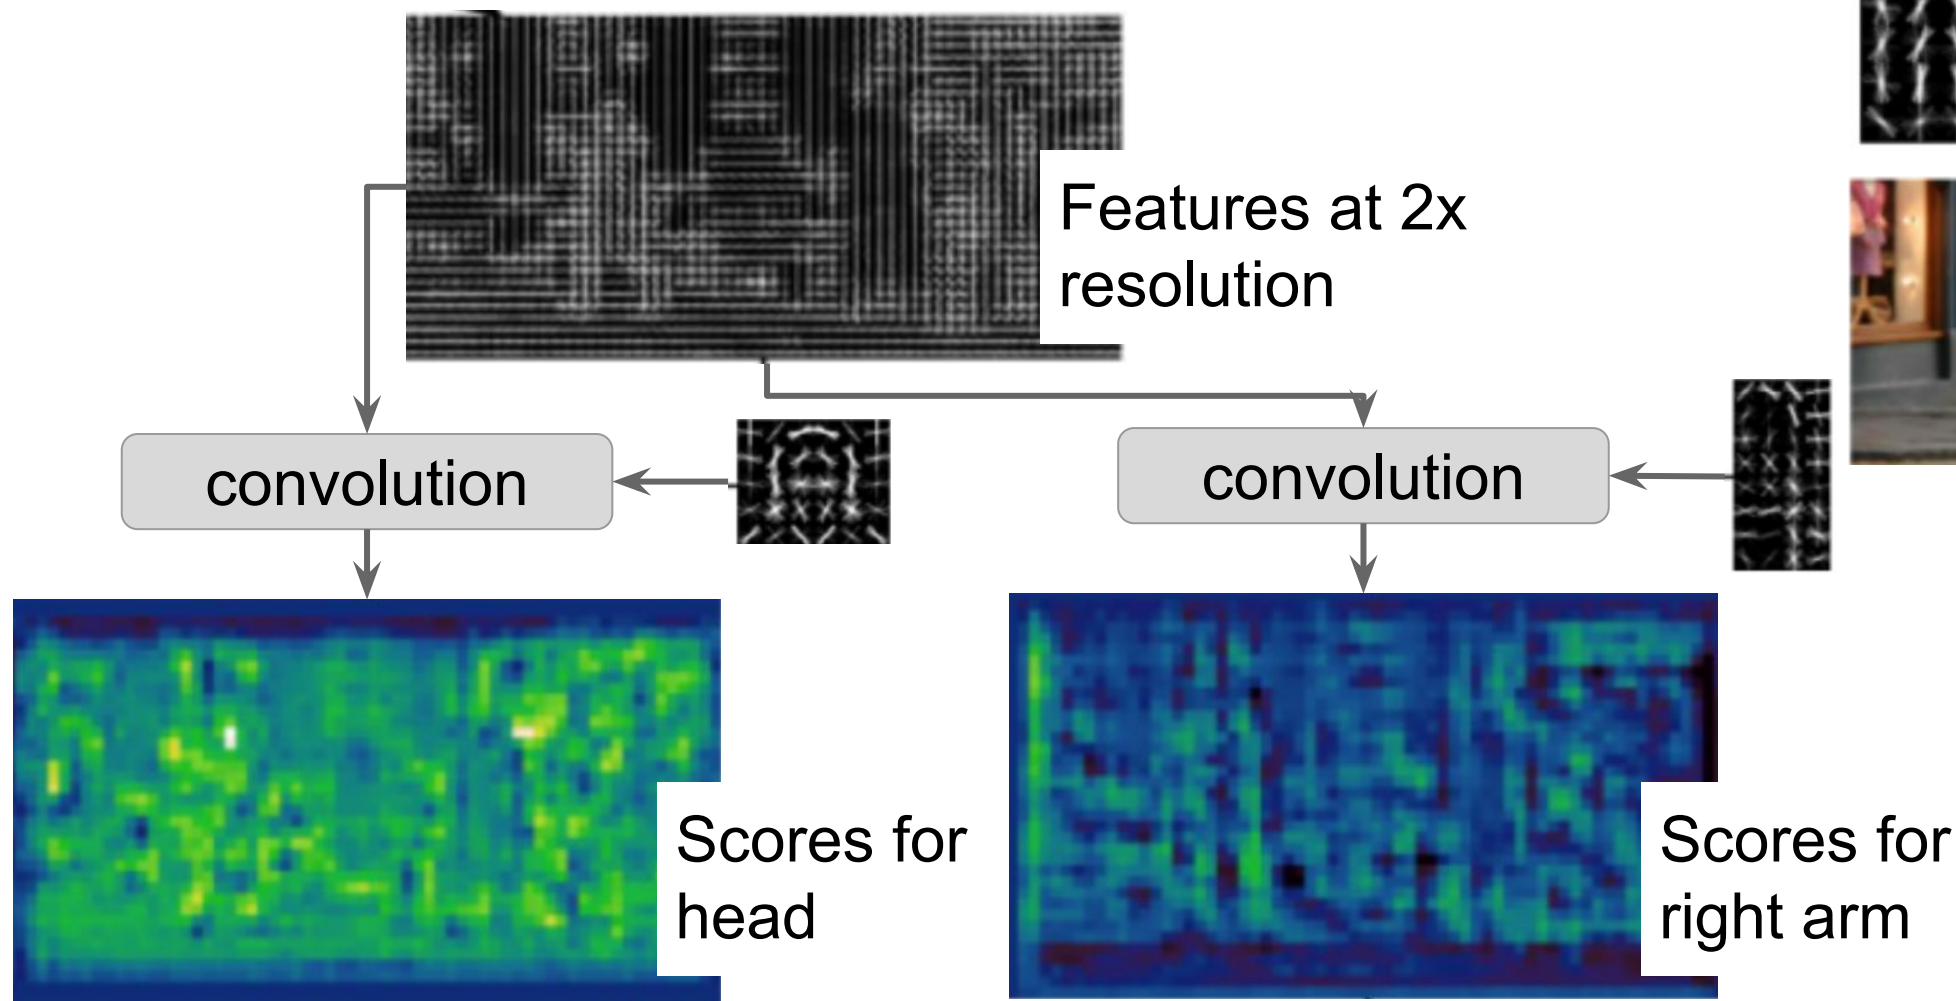 Features at 2x
resolution
convolution
convolution
Scores for
head
Scores for
right arm